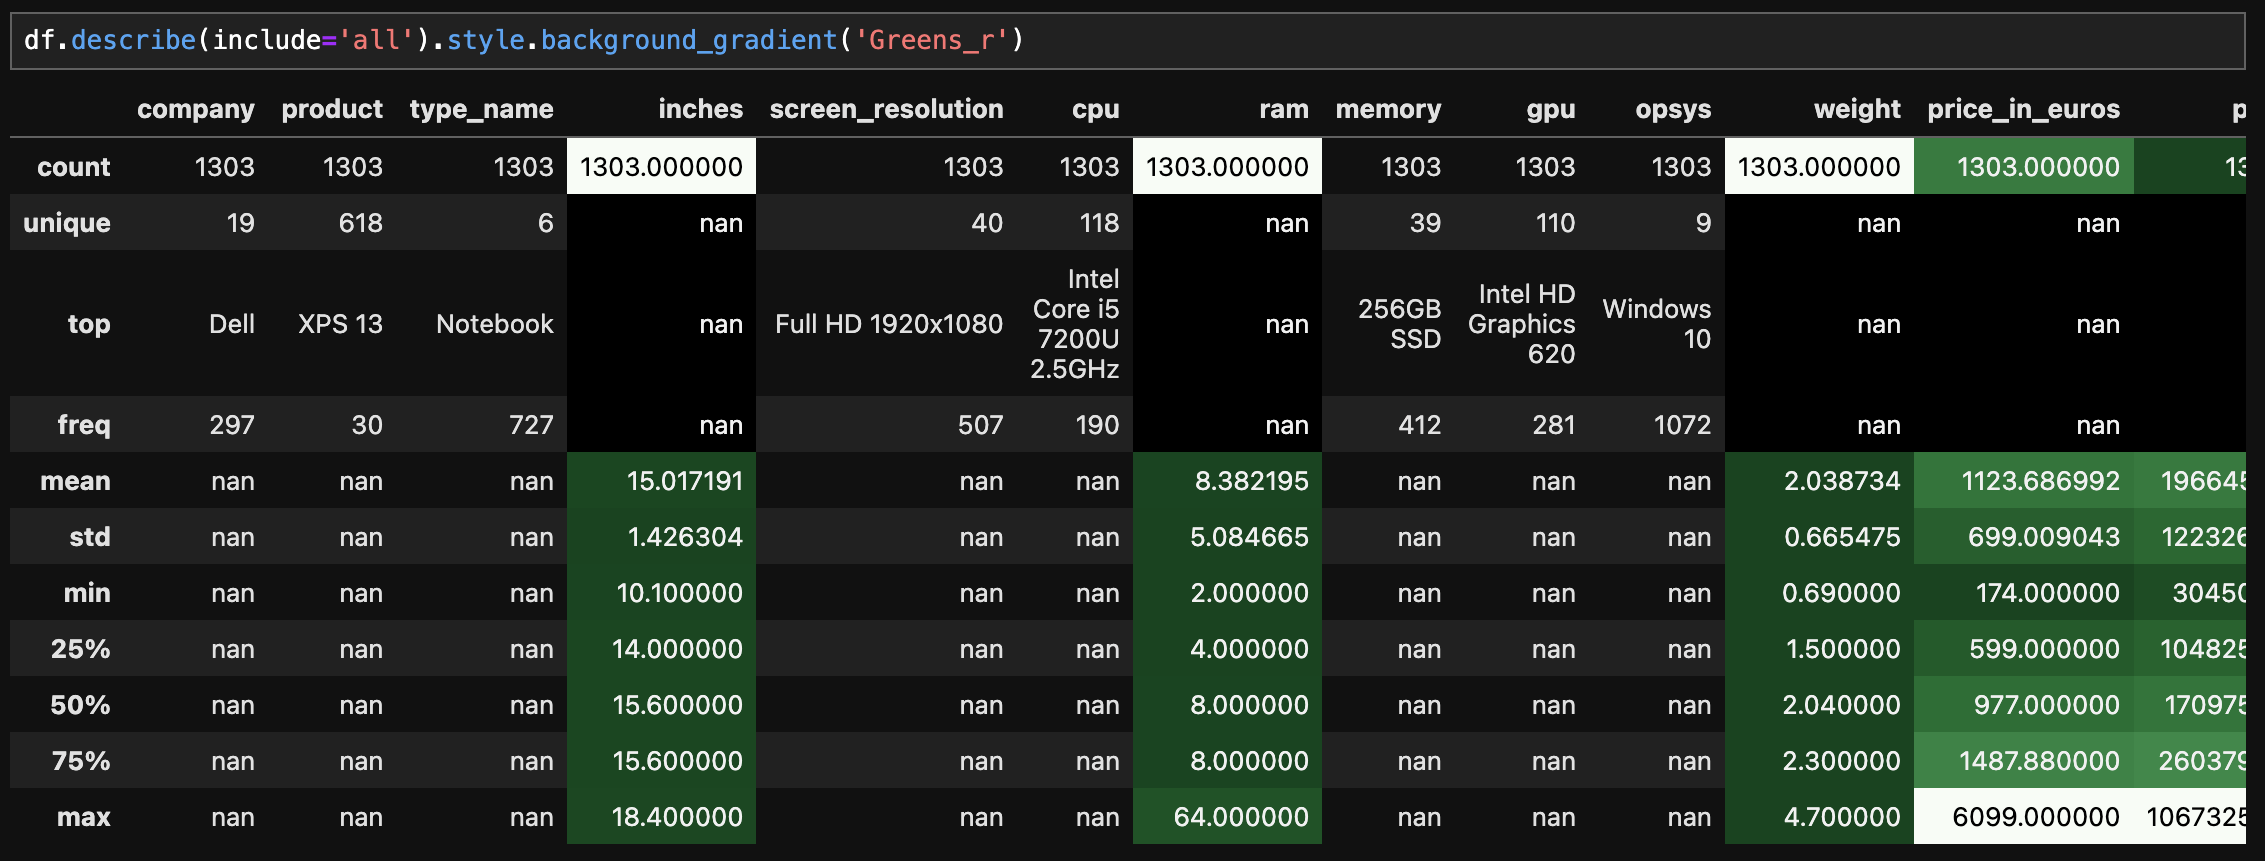 df.describe(include='all').style.background_gradient('Greens_r')
company product type_name inches screen_resolution cpu ram memory gpu opsys weight price_in_euros p
count 1303 1303 1303 1303.000000 1303 1303 1303.000000 1303 1303 1303 1303.000000 1303.000000 13
unique 19 618 6 nan 40 118 nan 39 110 9 nan nan
top Dell XPS 13 Notebook nan Full HD 1920x1080 Intel Core i5 7200U 2.5GHz nan 256GB SSD Intel HD Graphics 620 Windows 10 nan nan
freq 297 30 727 nan 507 190 nan 412 281 1072 nan nan
mean nan nan nan 15.017191 nan nan 8.382195 nan nan nan 2.038734 1123.686992 196645
std nan nan nan 1.426304 nan nan 5.084665 nan nan nan 0.665475 699.009043 122326
min nan nan nan 10.100000 nan nan 2.000000 nan nan nan 0.690000 174.000000 30450
25% nan nan nan 14.000000 nan nan 4.000000 nan nan nan 1.500000 599.000000 104825
50% nan nan nan 15.600000 nan nan 8.000000 nan nan nan 2.040000 977.000000 170975
75% nan nan nan 15.600000 nan nan 8.000000 nan nan nan 2.300000 1487.880000 260379
max nan nan nan 18.400000 nan nan 64.000000 nan nan nan 4.700000 6099.000000 1067325